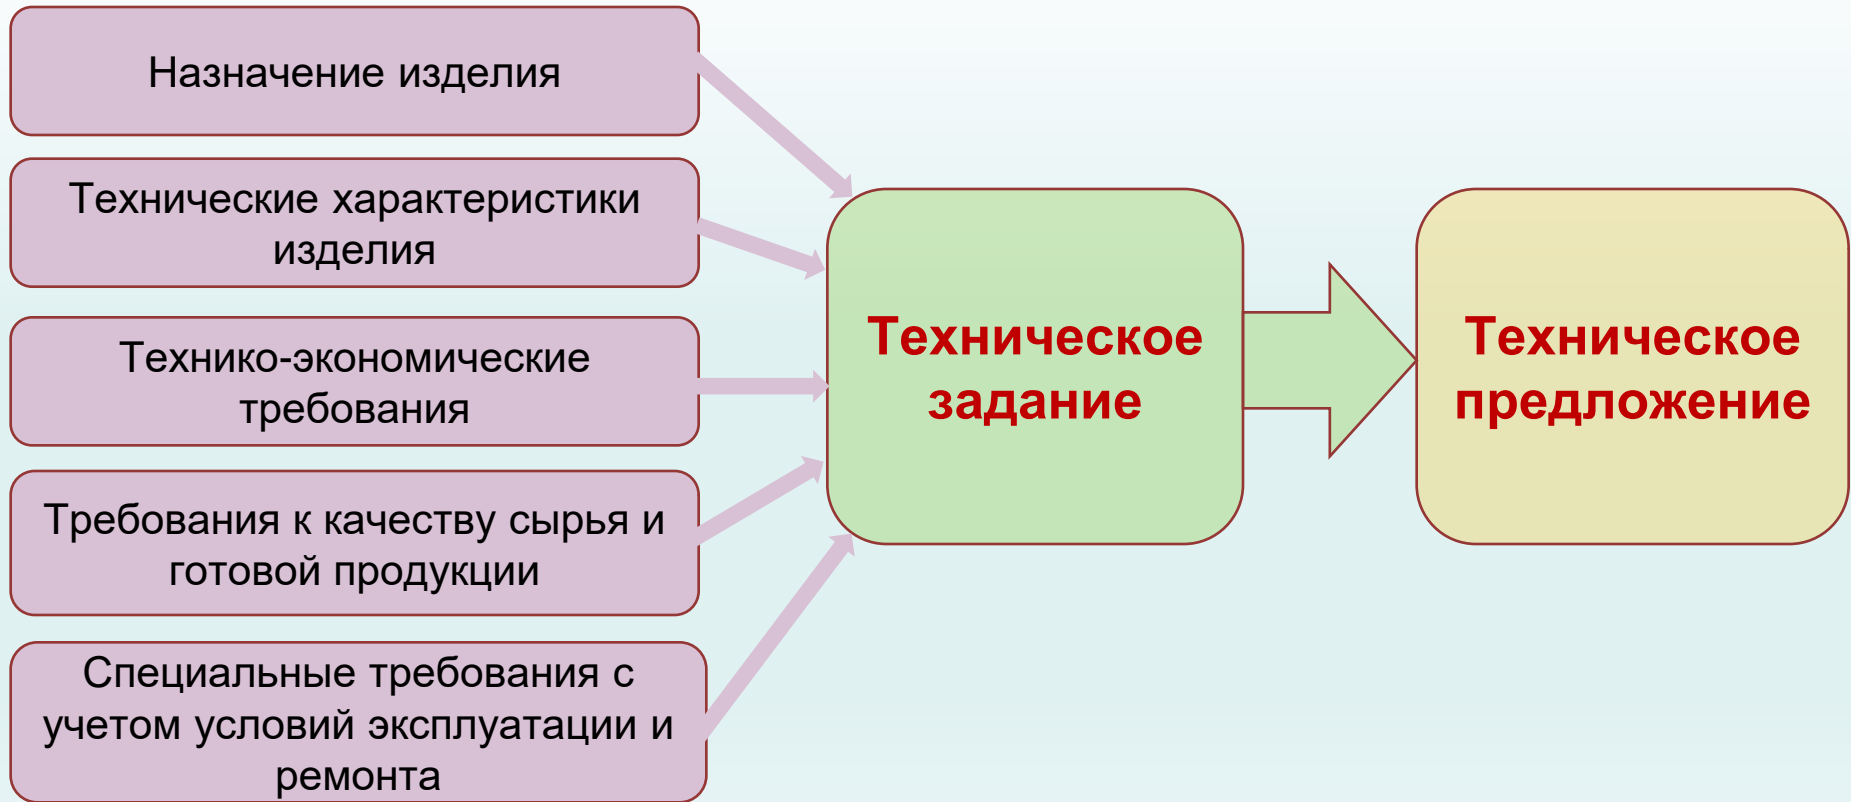 Назначение изделия
Технические характеристики
изделия
Технико-экономические
требования
Требования к качеству сырья и
готовой продукции
Специальные требования с
учетом условий эксплуатации и
ремонта
Техническое
задание
Техническое
предложение